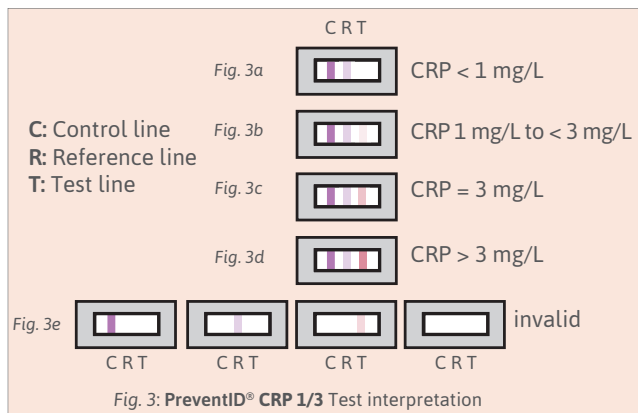 C R T
Fig. 3a CRP < 1 mg/L
C: Control line
Fig. 3b CRP 1 mg/L to < 3 mg/L
R: Reference line
T: Test line
Fig. 3c CRP = 3 mg/L
Fig. 3d CRP > 3 mg/L
Fig. 3e invalid
C R T C R T C R T C R T
Fig. 3: PreventID® CRP 1/3 Test interpretation